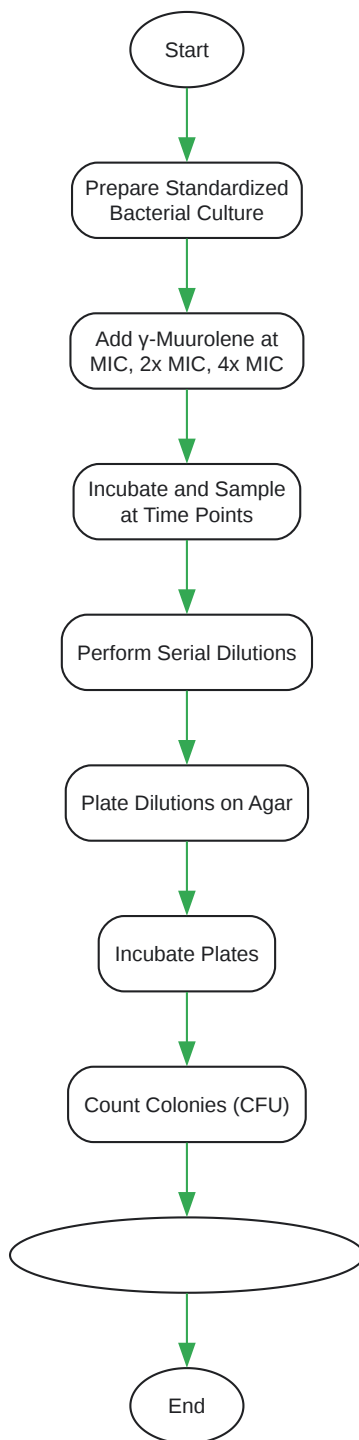 Start
Prepare Standardized
Bacterial Culture
Add γ-Muurolene at
MIC, 2x MIC, 4x MIC
Incubate and Sample
at Time Points
Perform Serial Dilutions
Plate Dilutions on Agar
Incubate Plates
Count Colonies (CFU)
End